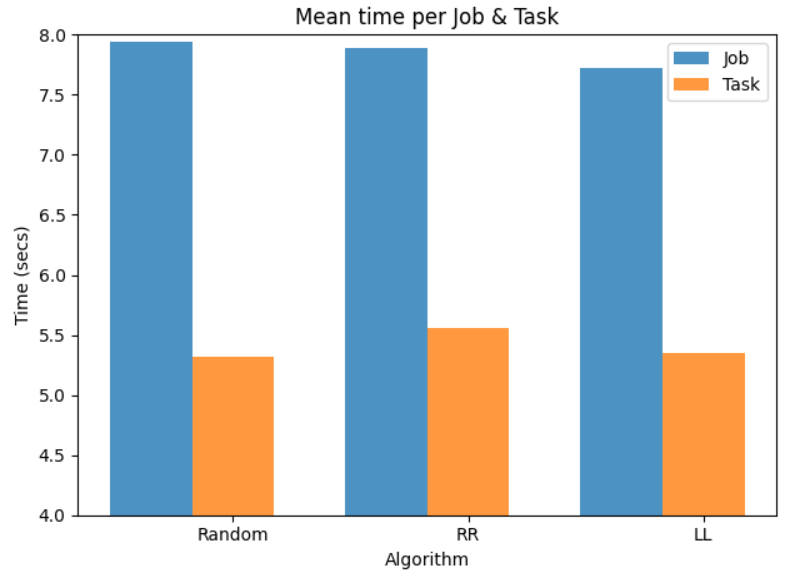 Mean time per Job & Task
Job
Task
8.0
7.5
7.0
6.5
6.0
5.5
5.0
4.5
4.0
Time (secs)
Random RR LL
Algorithm